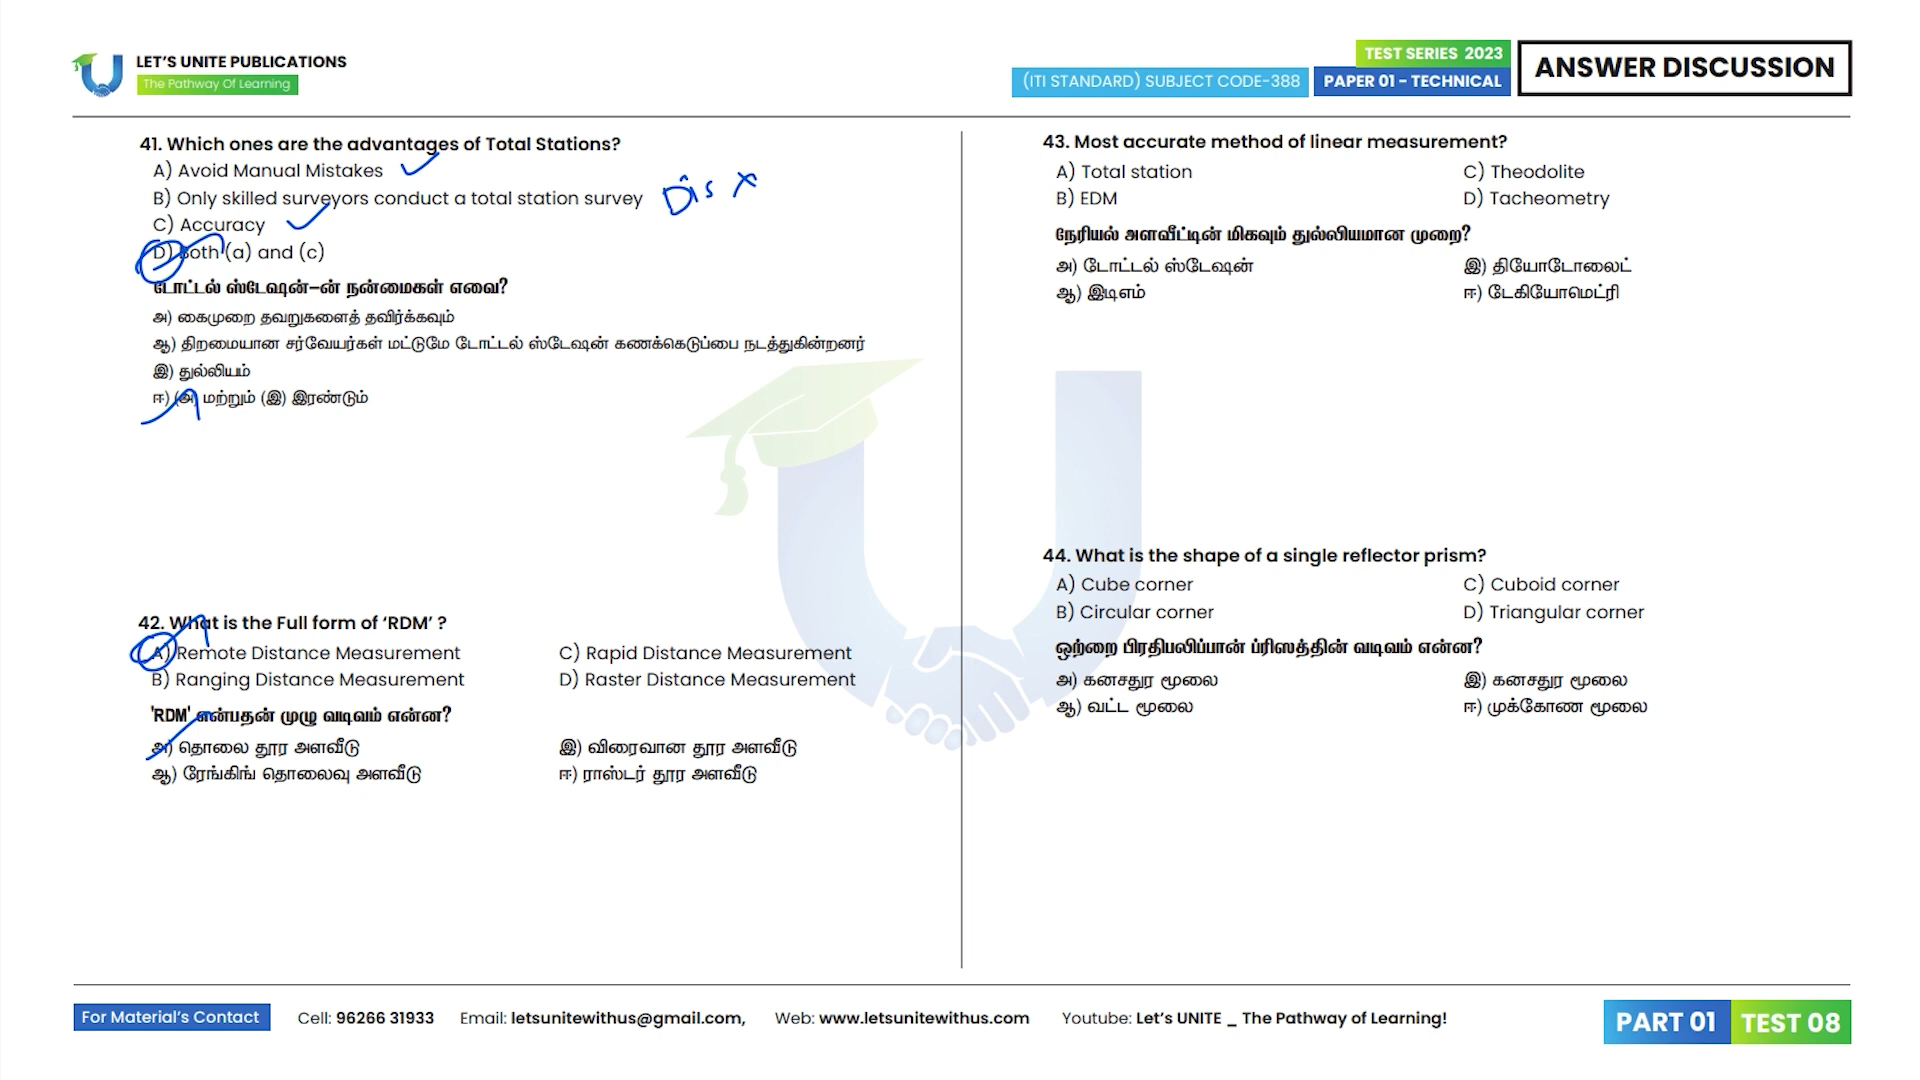 LET'S UNITE PUBLICATIONS
The Pathway Of Learning
TEST SERIES 2023
(ITI STANDARD) SUBJECT CODE-388
PAPER 01 - TECHNICAL
ANSWER DISCUSSION
41. Which ones are the advantages of Total Stations?
A) Avoid Manual Mistakes
B) Only skilled surveyors conduct a total station survey
Dis x
C) Accuracy
D) Both (a) and (c)
டோட்டல் ஸ்டேஷன்-ன் நன்மைகள் எவை?
அ) கைமுறை தவறுகளைத் தவிர்க்கவும்
ஆ) திறமையான சர்வேயர்கள் மட்டுமே டோட்டல் ஸ்டேஷன் கணக்கெடுப்பை நடத்துகின்றனர்
இ) துல்லியம்
ஈ) (அ) மற்றும் (இ) இரண்டும்
42. What is the Full form of ‘RDM’ ?
A) Remote Distance Measurement
C) Rapid Distance Measurement
B) Ranging Distance Measurement
D) Raster Distance Measurement
'RDM' என்பதன் முழு வடிவம் என்ன?
அ) தொலை தூர அளவீடு
இ) விரைவான தூர அளவீடு
ஆ) ரேங்கிங் தொலைவு அளவீடு
ஈ) ராஸ்டர் தூர அளவீடு
43. Most accurate method of linear measurement?
A) Total station
C) Theodolite
B) EDM
D) Tacheometry
நேரியல் அளவீட்டின் மிகவும் துல்லியமான முறை?
அ) டோட்டல் ஸ்டேஷன்
இ) தியோடோலைட்
ஆ) இடிஎம்
ஈ) டேகியோமெட்ரி
44. What is the shape of a single reflector prism?
A) Cube corner
C) Cuboid corner
B) Circular corner
D) Triangular corner
ஒற்றை பிரதிபலிப்பான் ப்ரிஸத்தின் வடிவம் என்ன?
அ) கனசதுர மூலை
இ) கனசதுர மூலை
ஆ) வட்ட மூலை
ஈ) முக்கோண மூலை
For Material's Contact
Cell: 96266 31933
Email: letsunitewithus@gmail.com,
Web: www.letsunitewithus.com
Youtube: Let's UNITE _ The Pathway of Learning!
PART 01
TEST 08